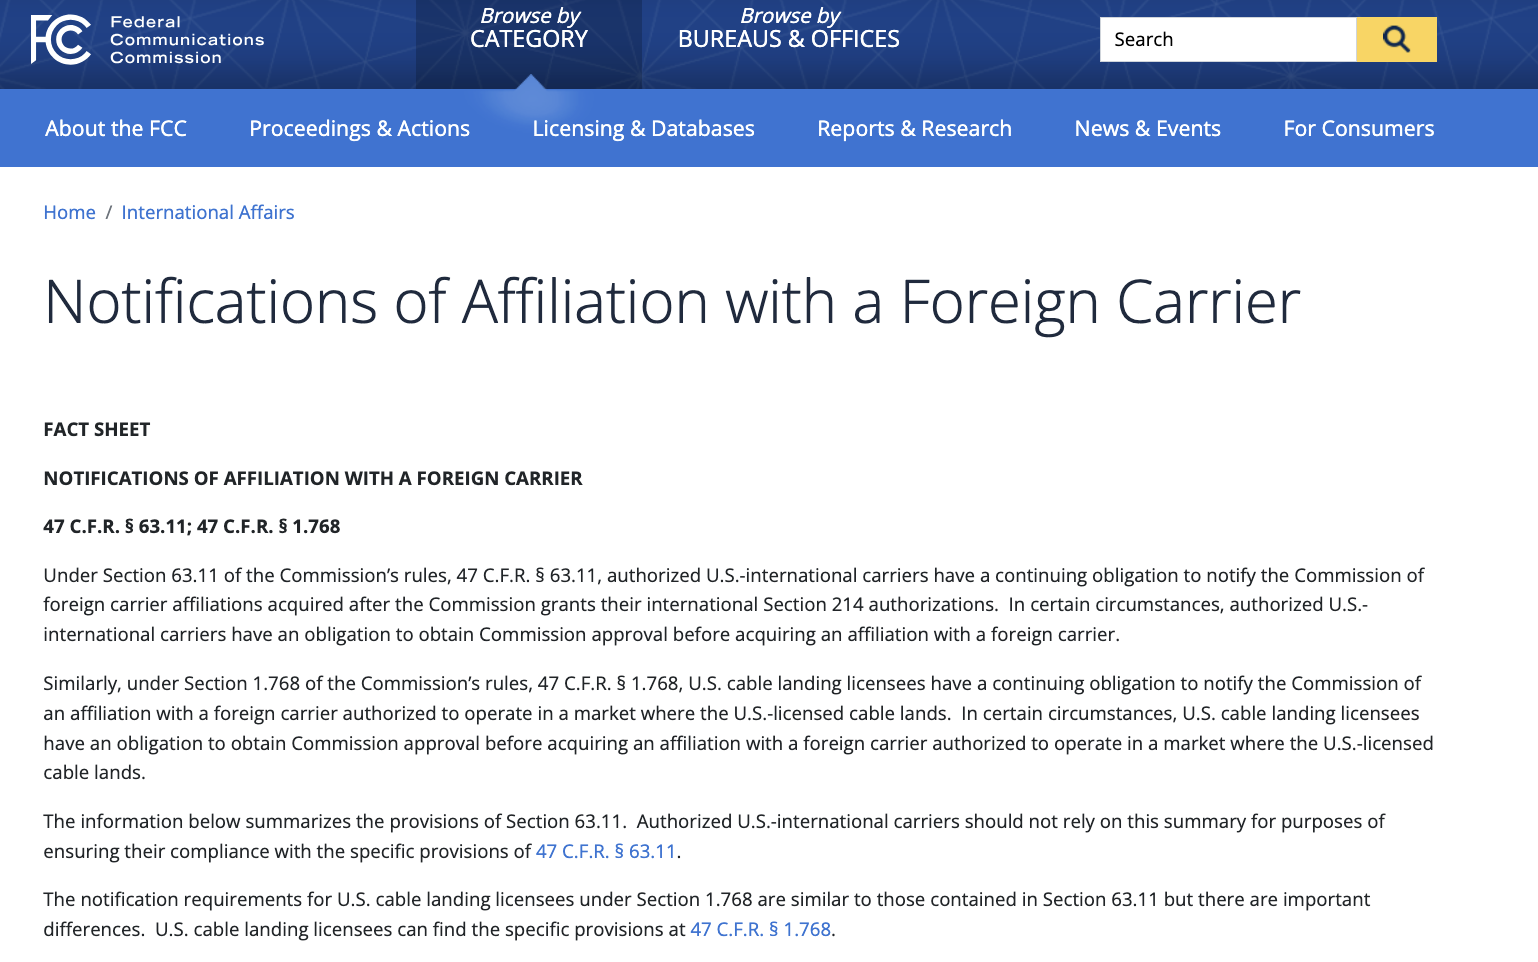 Federal
Communications
Commission
Browse by
CATEGORY
Browse by
BUREAUS & OFFICES
Search
About the FCC
Proceedings & Actions
Licensing & Databases
Reports & Research
News & Events
For Consumers
Home / International Affairs
Notifications of Affiliation with a Foreign Carrier
FACT SHEET
NOTIFICATIONS OF AFFILIATION WITH A FOREIGN CARRIER
47 C.F.R. § 63.11; 47 C.F.R. § 1.768
Under Section 63.11 of the Commission’s rules, 47 C.F.R. § 63.11, authorized U.S.-international carriers have a continuing obligation to notify the Commission of
foreign carrier affiliations acquired after the Commission grants their international Section 214 authorizations.  In certain circumstances, authorized U.S.-
international carriers have an obligation to obtain Commission approval before acquiring an affiliation with a foreign carrier.
Similarly, under Section 1.768 of the Commission’s rules, 47 C.F.R. § 1.768, U.S. cable landing licensees have a continuing obligation to notify the Commission of
an affiliation with a foreign carrier authorized to operate in a market where the U.S.-licensed cable lands.  In certain circumstances, U.S. cable landing licensees
have an obligation to obtain Commission approval before acquiring an affiliation with a foreign carrier authorized to operate in a market where the U.S.-licensed
cable lands.
The information below summarizes the provisions of Section 63.11.  Authorized U.S.-international carriers should not rely on this summary for purposes of
ensuring their compliance with the specific provisions of 47 C.F.R. § 63.11.
The notification requirements for U.S. cable landing licensees under Section 1.768 are similar to those contained in Section 63.11 but there are important
differences.  U.S. cable landing licensees can find the specific provisions at 47 C.F.R. § 1.768.